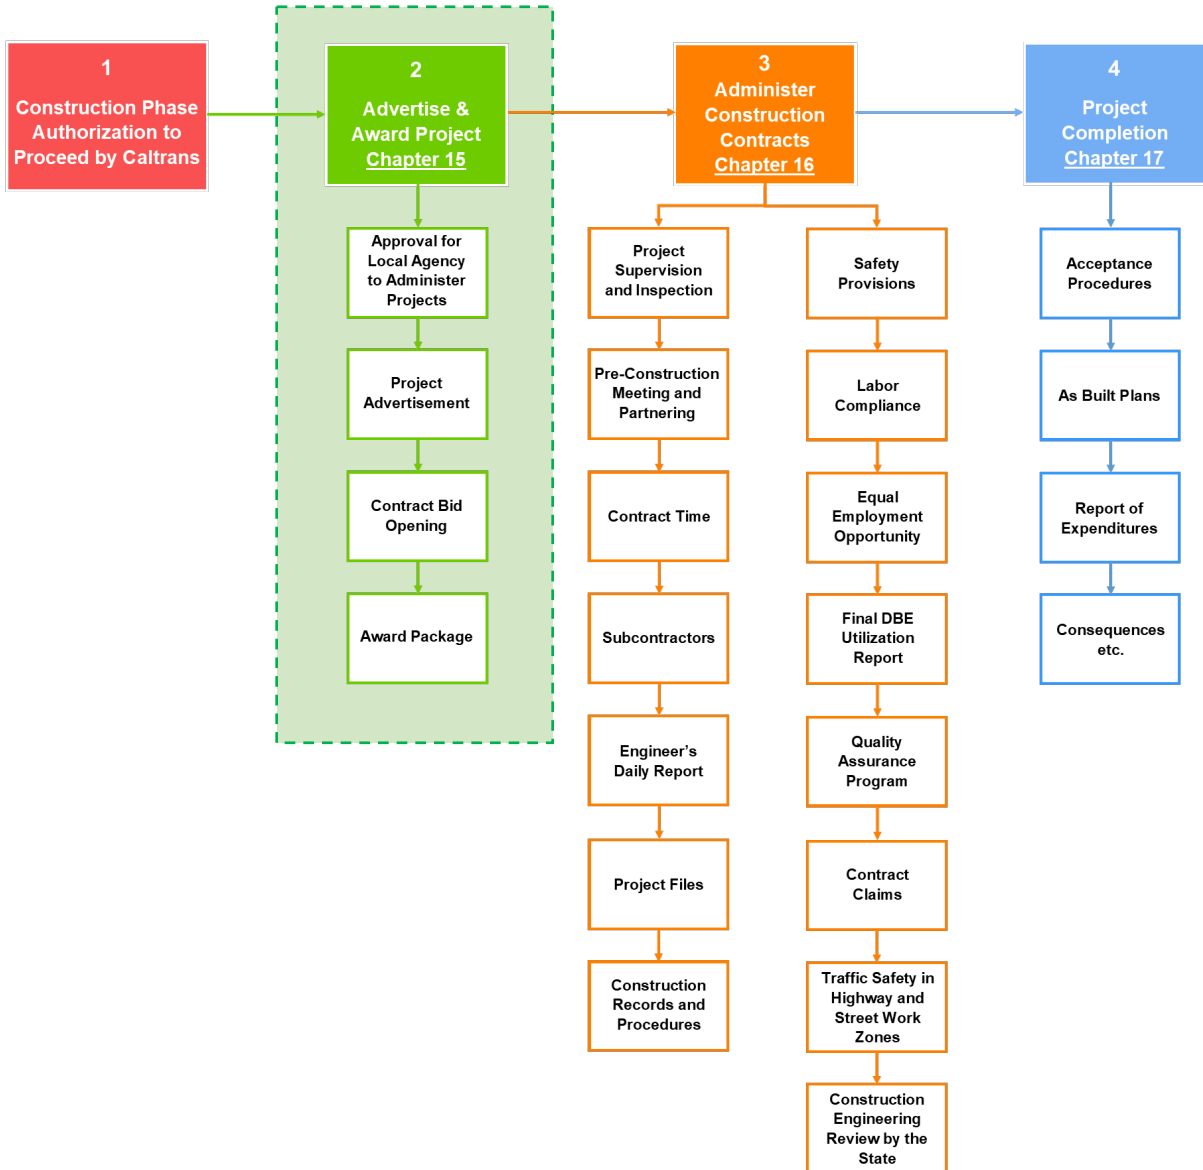 1
Construction Phase
Authorization to
Proceed by Caltrans
2
Advertise &
Award Project
Chapter 15
3
Administer
Construction
Contracts
Chapter 16
4
Project
Completion
Chapter 17
Approval for
Local Agency
to Administer
Projects
Project
Advertisement
Contract Bid
Opening
Award Package
Project
Supervision
and Inspection
Pre-Construction
Meeting and
Partnering
Contract Time
Subcontractors
Engineer’s
Daily Report
Project Files
Construction
Records and
Procedures
Safety
Provisions
Labor
Compliance
Equal
Employment
Opportunity
Final DBE
Utilization
Report
Quality
Assurance
Program
Contract
Claims
Traffic Safety in
Highway and
Street Work
Zones
Construction
Engineering
Review by the
State
Acceptance
Procedures
As Built Plans
Report of
Expenditures
Consequences
etc.